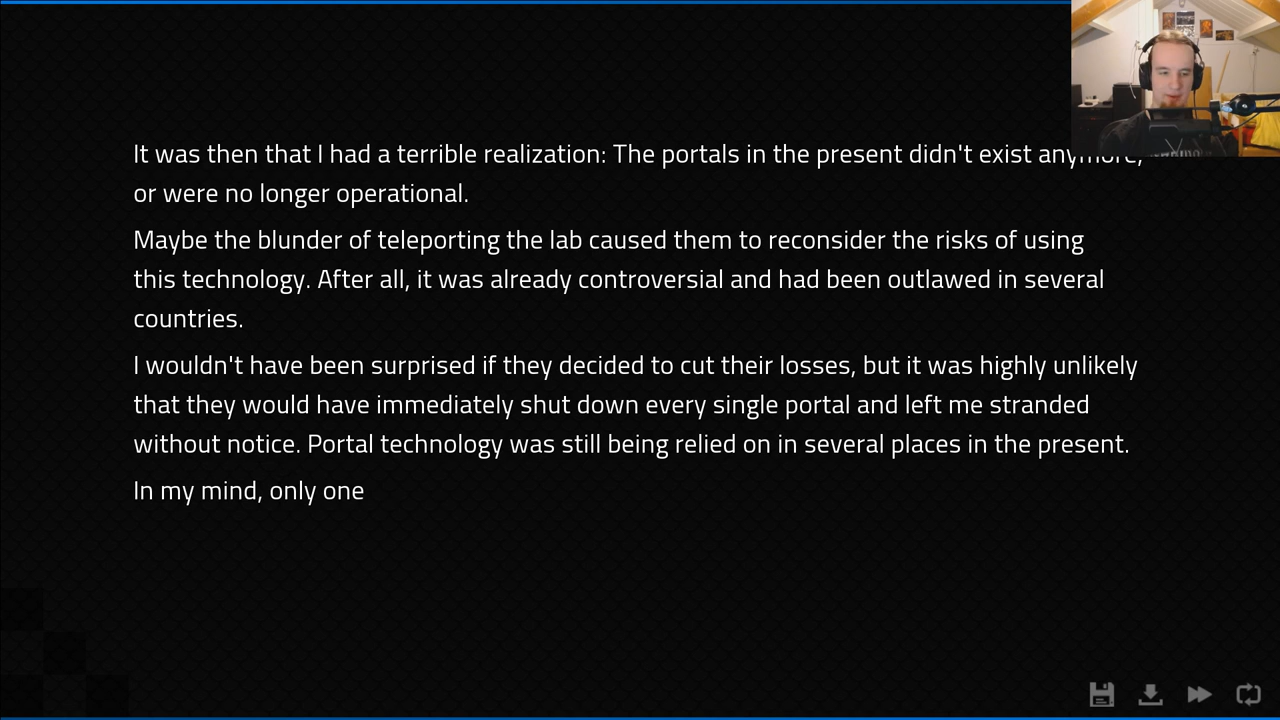 It was then that I had a terrible realization: The portals in the present didn't exist anymore,
or were no longer operational.
Maybe the blunder of teleporting the lab caused them to reconsider the risks of using
this technology. After all, it was already controversial and had been outlawed in several
countries.
I wouldn't have been surprised if they decided to cut their losses, but it was highly unlikely
that they would have immediately shut down every single portal and left me stranded
without notice. Portal technology was still being relied on in several places in the present.
In my mind, only one